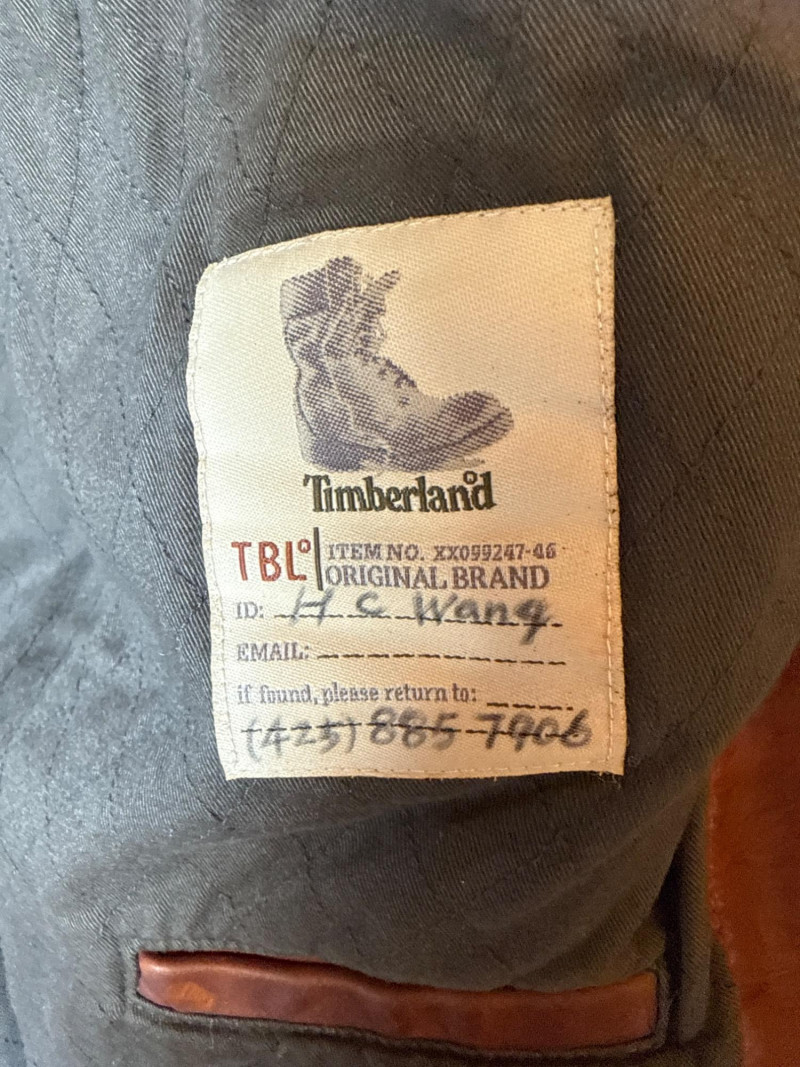 Timberland
TBL° ITEM NO. XX099247-46
ORIGINAL BRAND
ID: H C Wang
EMAIL:
if found, please return to:
(425) 885 7906